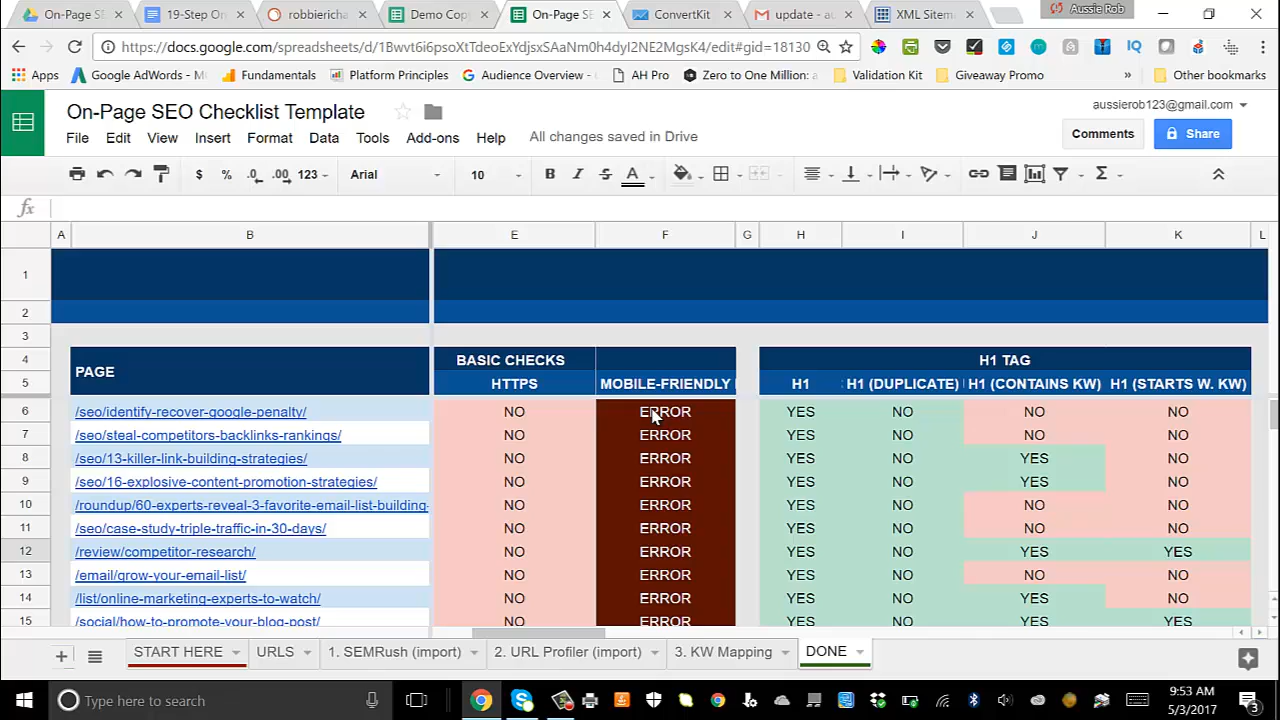 On-Page S
19-Step On
robbierich
Demo Cop
On-Page SE
ConvertKit
update - a
XML Sitem
Aussie Rob
https://docs.google.com/spreadsheets/d/1Bivvt6i6psoXtTdeoExYdjsxSAaNm0h4dyI2NE2MgsK4/edit#gid=18130
Apps
Google AdWords - M
Fundamentals
Platform Principles
Audience Overview -
AH Pro
Zero to One Million: a
Validation Kit
Giveaway Promo
»
Other bookmarks
On-Page SEO Checklist Template
aussierob123@gmail.com
File Edit View Insert Format Data Tools Add-ons Help All changes saved in Drive
Comments
Share
$ % .0 .00 123 Arial 10 B I S A Σ
fx
A B E F G H I J K L
1
2
3
4 PAGE BASIC CHECKS H1 TAG
5 HTTPS MOBILE-FRIENDLY H1 H1 (DUPLICATE) H1 (CONTAINS KW) H1 (STARTS W. KW)
6 /seo/identify-recover-google-penalty/ NO ERROR YES NO NO NO
7 /seo/steal-competitors-backlinks-rankings/ NO ERROR YES NO NO NO
8 /seo/13-killer-link-building-strategies/ NO ERROR YES NO YES NO
9 /seo/16-explosive-content-promotion-strategies/ NO ERROR YES NO YES NO
10 /roundup/60-experts-reveal-3-favorite-email-list-building- NO ERROR YES NO NO NO
11 /seo/case-study-triple-traffic-in-30-days/ NO ERROR YES NO NO NO
12 /review/competitor-research/ NO ERROR YES NO YES YES
13 /email/grow-your-email-list/ NO ERROR YES NO NO NO
14 /list/online-marketing-experts-to-watch/ NO ERROR YES NO YES NO
15 /social/how-to-promote-your-blog-post/ NO ERROR YES NO YES YES
START HERE URLS 1. SEMRush (import) 2. URL Profiler (import) 3. KW Mapping DONE
Type here to search
9:53 AM
5/3/2017
3